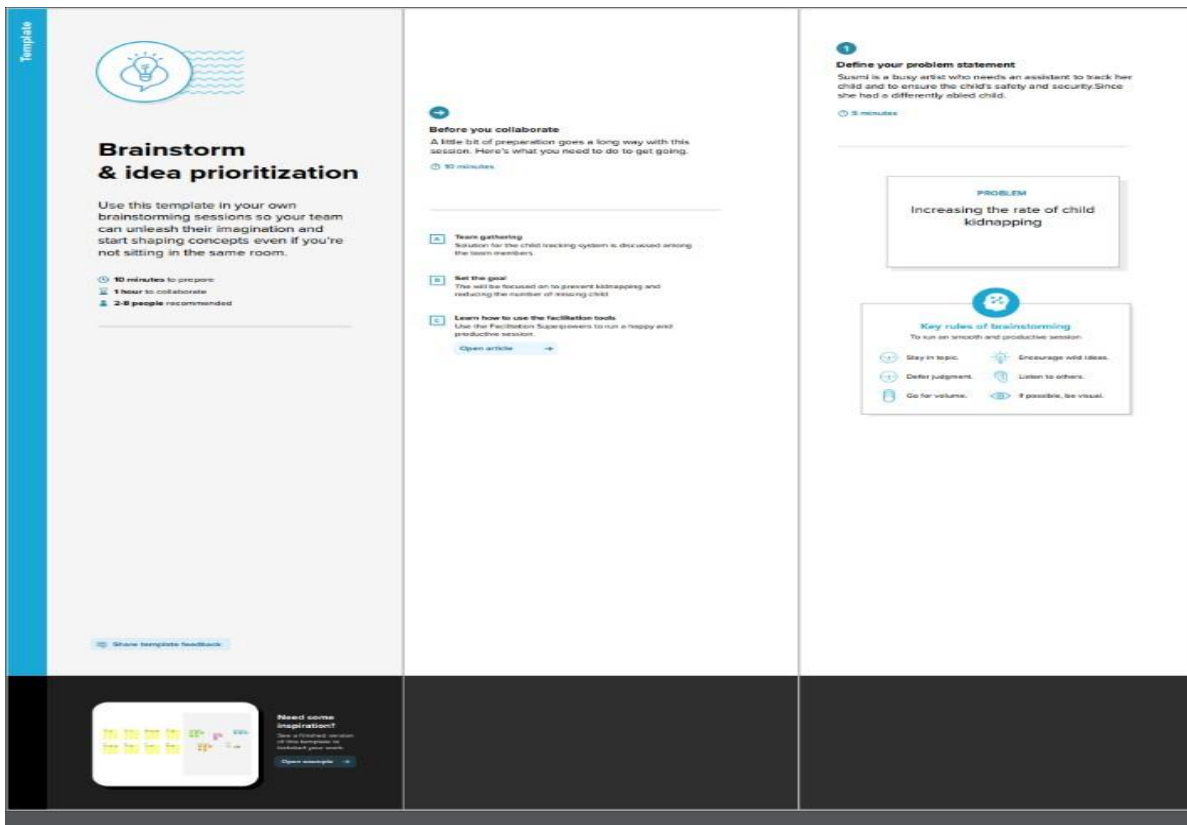 Template
Brainstorm
& idea prioritization
Use this template in your own
brainstorming sessions so your team
can unleash their imagination and
start shaping concepts even if you're
not sitting in the same room.
10 minutes to prepare
1 hour to collaborate
2-8 people recommended
Share template feedback
Need some
inspiration?
See a finished version
of this template to
kickstart your work.
Open example
Before you collaborate
A little bit of preparation goes a long way with this
session. Here's what you need to do to get going.
10 minutes
A
Team gathering
Solution for the child tracking system is discussed among
the team members.
B
Set the goal
The will be focused on to prevent kidnapping and
reducing the number of missing child
C
Learn how to use the facilitation tools
Use the Facilitation Superpowers to run a happy and
productive session.
Open article
1
Define your problem statement
Susmi is a busy artist who needs an assistant to track her
child and to ensure the child's safety and security.Since
she had a differently abled child.
5 minutes
PROBLEM
Increasing the rate of child
kidnapping
Key rules of brainstorming
To run an smooth and productive session
Stay in topic.
Encourage wild ideas.
Defer judgment.
Listen to others.
Go for volume.
If possible, be visual.